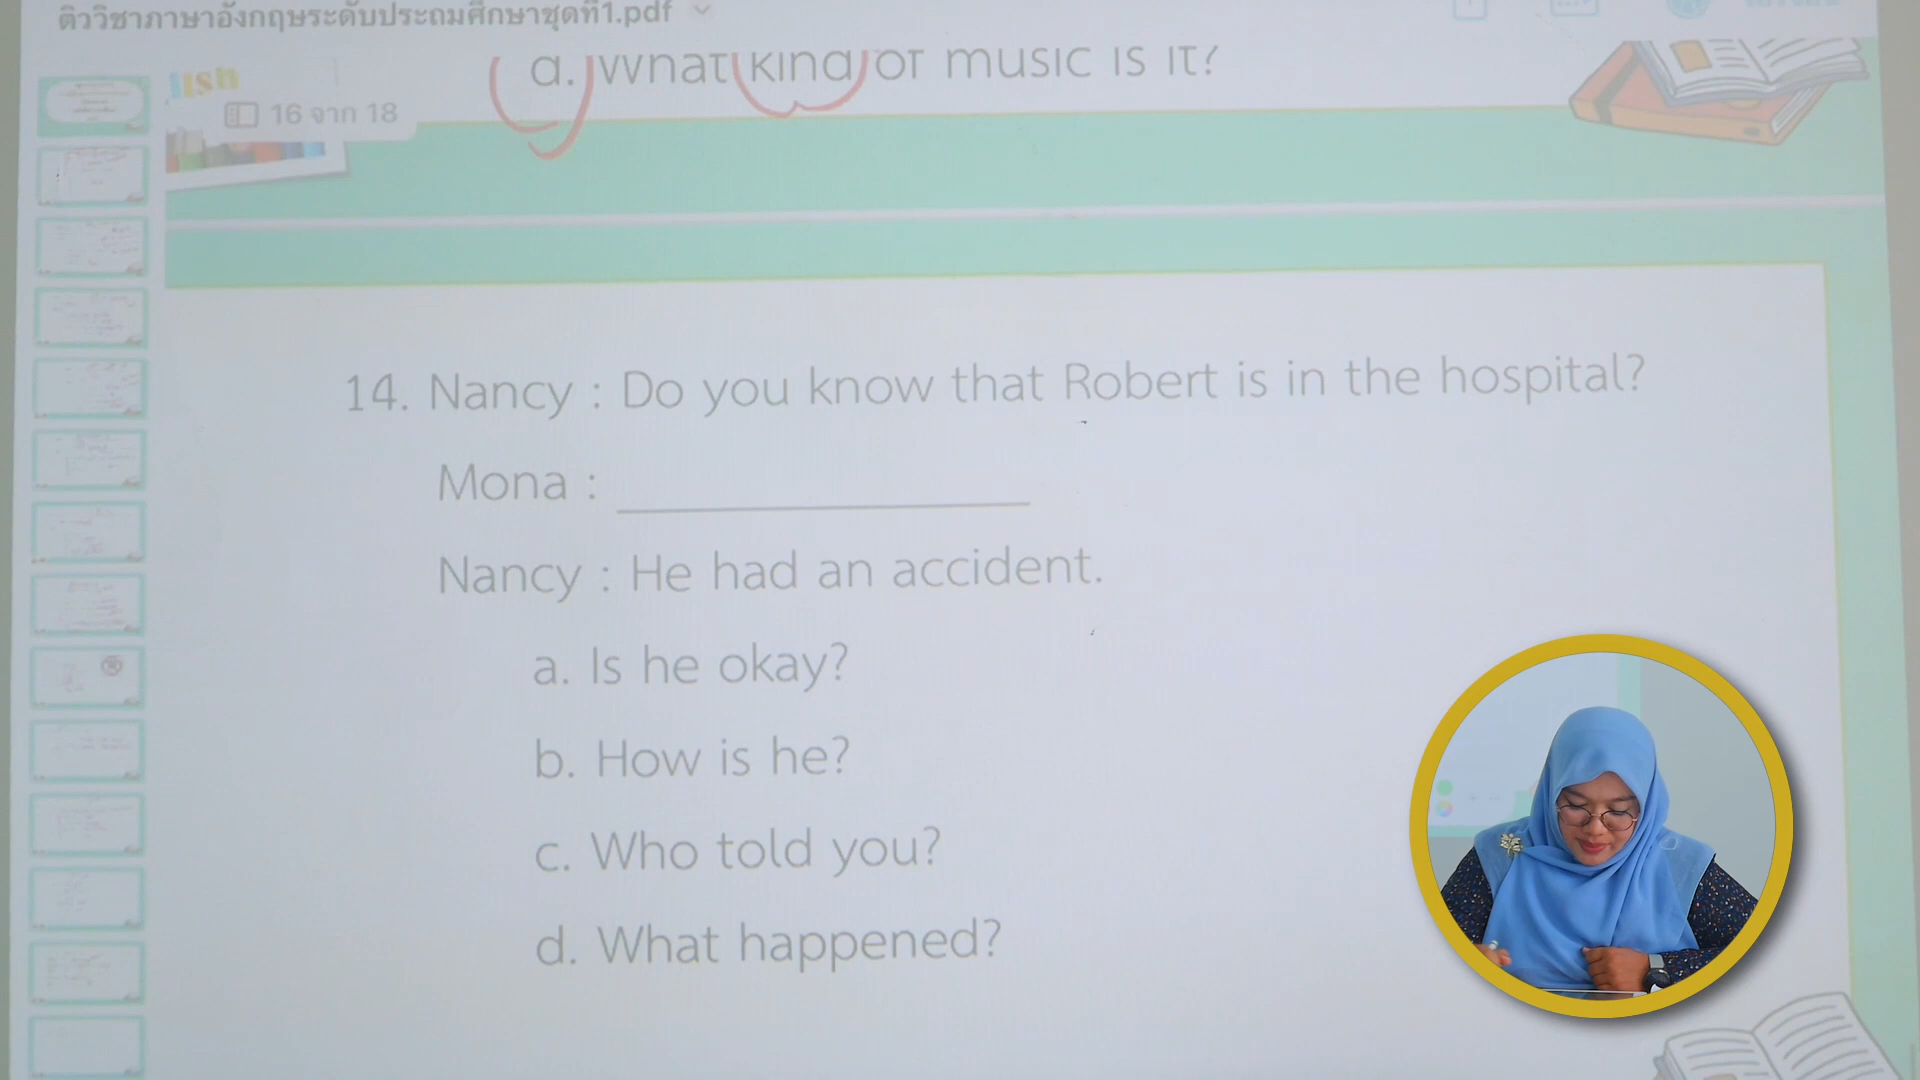 ติววิชาภาษาอังกฤษระดับประถมศึกษาชุดที่1.pdf
lish
16 จาก 18
d. What kind of music is it?
14. Nancy : Do you know that Robert is in the hospital?
Mona : ________________
Nancy : He had an accident.
a. Is he okay?
b. How is he?
c. Who told you?
d. What happened?